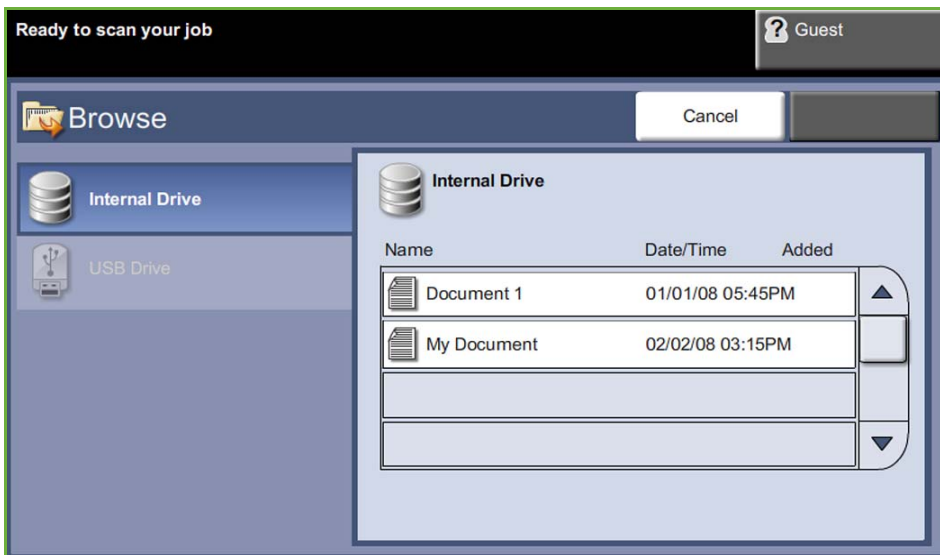 Ready to scan your job
? Guest
Browse
Cancel
Internal Drive
USB Drive
Internal Drive
Name Date/Time Added
Document 1 01/01/08 05:45PM
My Document 02/02/08 03:15PM